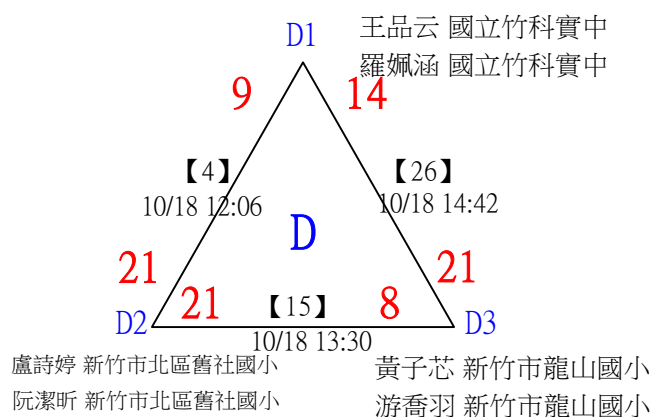 D1
王品云 國立竹科實中
羅姵涵 國立竹科實中
9
14
【4】
10/18 12:06
【26】
10/18 14:42
D
21
21
21
【15】
8
D2
D3
10/18 13:30
盧詩婷 新竹市北區舊社國小
阮潔昕 新竹市北區舊社國小
黃子芯 新竹市龍山國小
游喬羽 新竹市龍山國小